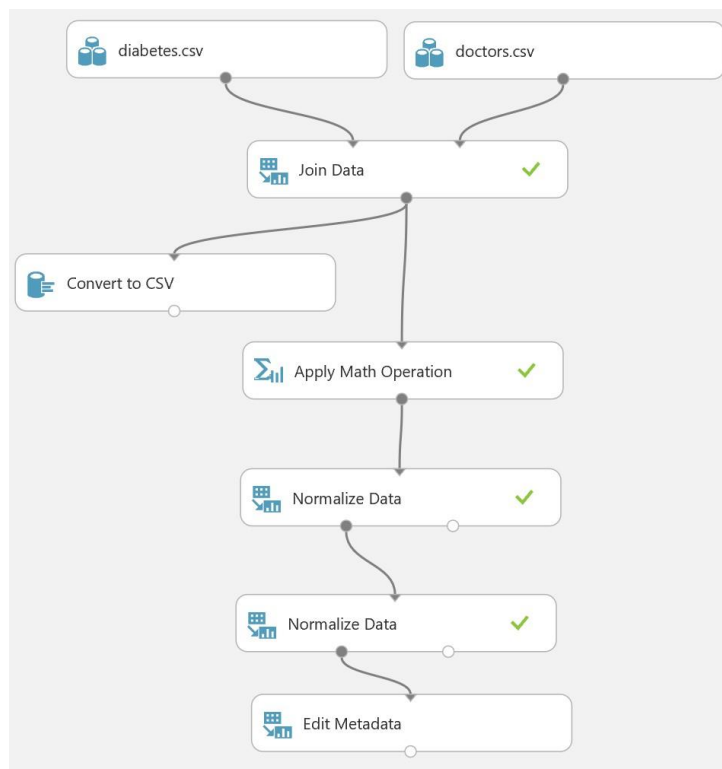 diabetes.csv
doctors.csv
Join Data
Convert to CSV
Apply Math Operation
Normalize Data
Normalize Data
Edit Metadata